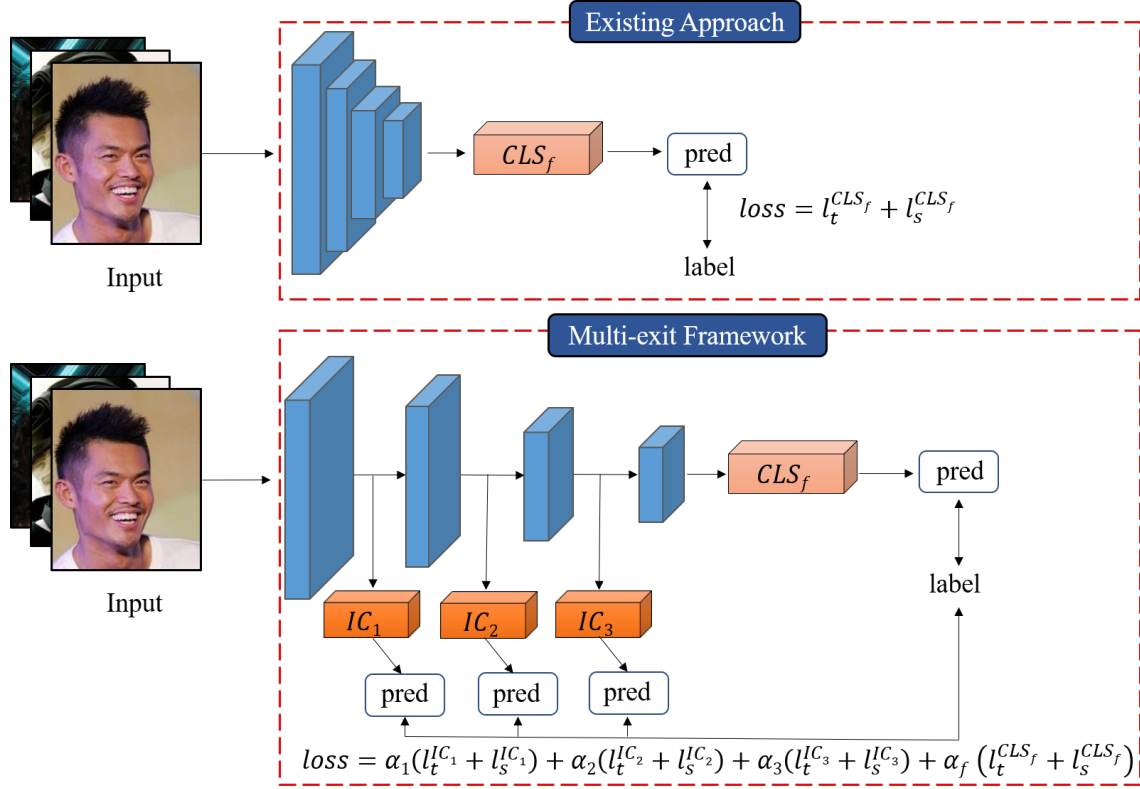 Existing Approach
CLS_f
pred
loss = l_t^{CLS_f} + l_s^{CLS_f}
label
Input
Multi-exit Framework
CLS_f
pred
label
Input
IC_1
IC_2
IC_3
pred
pred
pred
loss = α_1(l_t^{IC_1} + l_s^{IC_1}) + α_2(l_t^{IC_2} + l_s^{IC_2}) + α_3(l_t^{IC_3} + l_s^{IC_3}) + α_f (l_t^{CLS_f} + l_s^{CLS_f})